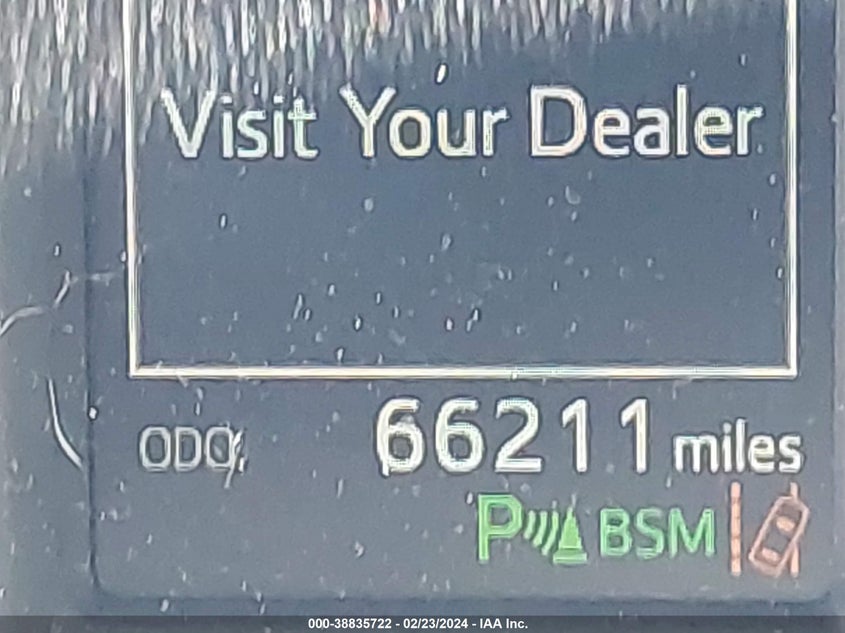 Visit Your Dealer
ODO 66211 miles
P BSM
000-38835722 - 02/23/2024 - IAA Inc.